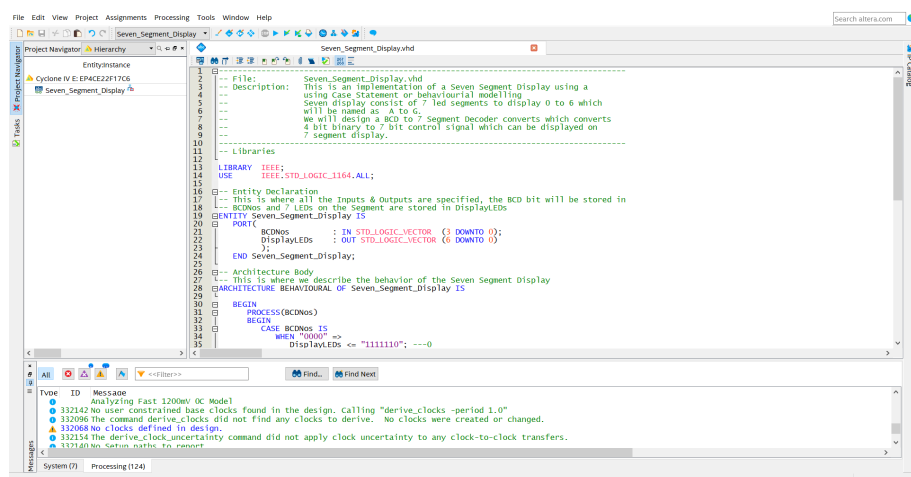 File Edit View Project Assignments Processing Tools Window Help
Search altera.com
Seven_Segment_Display
Project Navigator Hierarchy
Seven_Segment_Display.vhd
Entity:Instance
Cyclone IV E: EP4CE22F17C6
Seven_Segment_Display
Project Navigator
Tasks
IP Catalog
1 --------------------------------------------------------------------------------
2 -- File: Seven_Segment_Display.vhd
3 -- Description: This is an implementation of a Seven Segment Display using a
4 -- using Case Statement or behaviourial modelling
5 -- Seven display consist of 7 led segments to display 0 to 6 which
6 -- will be named as A to G.
7 -- We will design a BCD to 7 Segment Decoder converts which converts
8 -- 4 bit binary to 7 bit control signal which can be displayed on
9 -- 7 segment display.
10 --------------------------------------------------------------------------------
11 -- Libraries
12
13 LIBRARY IEEE;
14 USE IEEE.STD_LOGIC_1164.ALL;
15
16 -- Entity Declaration
17 -- This is where all the Inputs & Outputs are specified, the BCD bit will be stored in
18 -- BCDNos and 7 LEDs on the Segment are stored in DisplayLEDs
19 ENTITY Seven_Segment_Display IS
20 PORT(
21 BCDNos : IN STD_LOGIC_VECTOR (3 DOWNTO 0);
22 DisplayLEDs : OUT STD_LOGIC_VECTOR (6 DOWNTO 0)
23 );
24 END Seven_Segment_Display;
25
26 -- Architecture Body
27 -- This is where we describe the behavior of the Seven Segment Display
28 ARCHITECTURE BEHAVIOURAL OF Seven_Segment_Display IS
29
30 BEGIN
31 PROCESS(BCDNos)
32 BEGIN
33 CASE BCDNos IS
34 WHEN "0000" =>
35 DisplayLEDs <= "1111110"; ---0
All <<Filter>> Find... Find Next
Type ID Message
Analyzing Fast 1200mV 0C Model
332142 No user constrained base clocks found in the design. Calling "derive_clocks -period 1.0"
332096 The command derive_clocks did not find any clocks to derive. No clocks were created or changed.
332068 No clocks defined in design.
332154 The derive_clock_uncertainty command did not apply clock uncertainty to any clock-to-clock transfers.
332140 No Setup paths to report
Messages
System (7) Processing (124)